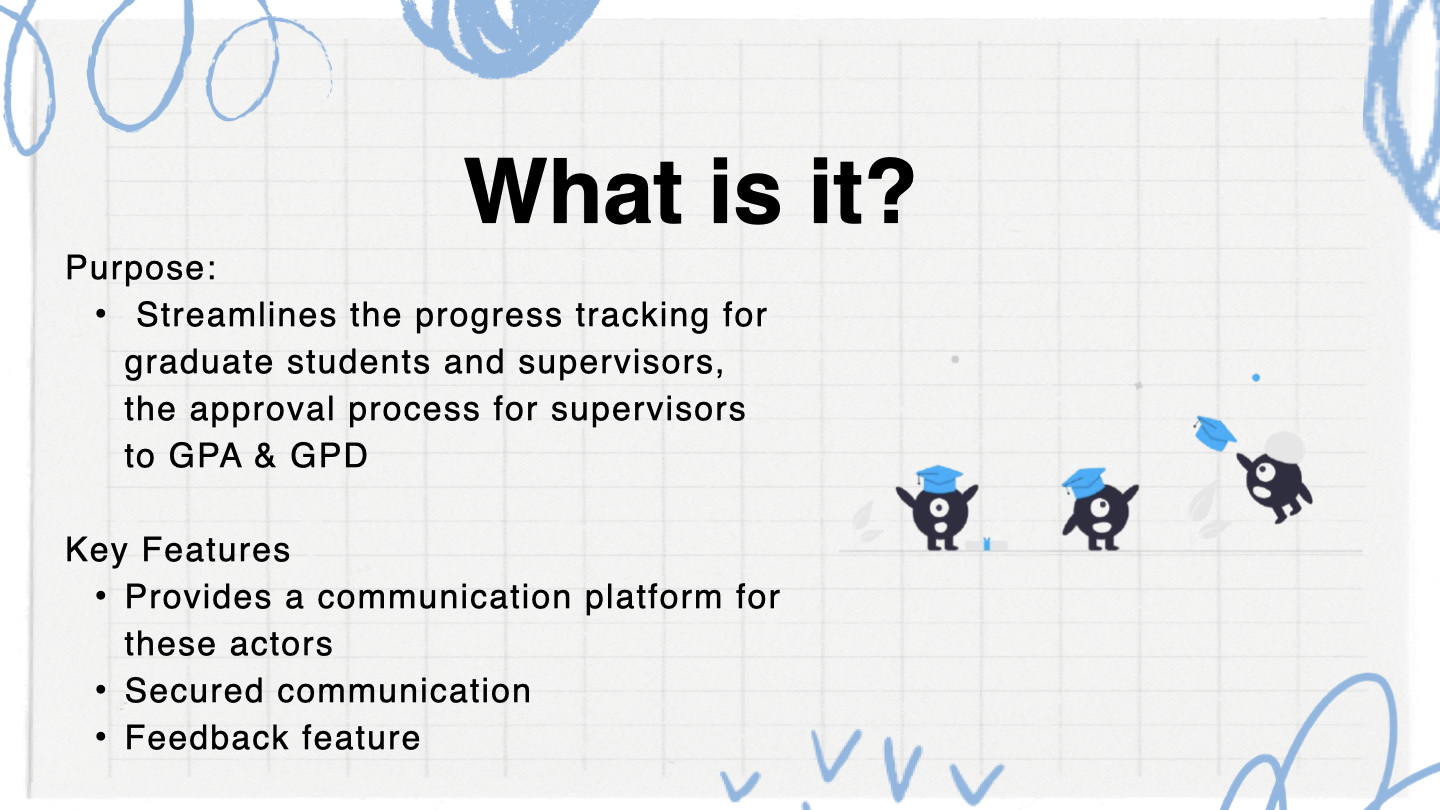 What is it?
Purpose:
• Streamlines the progress tracking for
graduate students and supervisors,
the approval process for supervisors
to GPA & GPD
Key Features
• Provides a communication platform for
these actors
• Secured communication
• Feedback feature